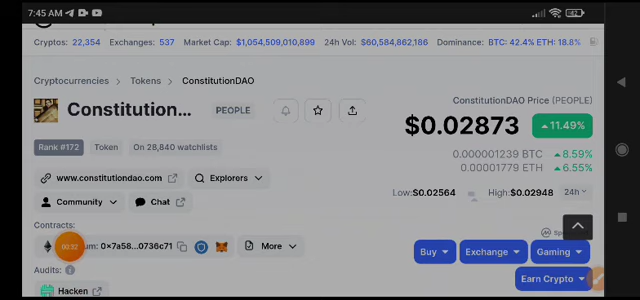 7:45 AM
Cryptos: 22,354 Exchanges: 537 Market Cap: $1,054,509,010,899 24h Vol: $60,584,862,186 Dominance: BTC: 42.4% ETH: 18.8%
Cryptocurrencies > Tokens > ConstitutionDAO
Constitution... PEOPLE
ConstitutionDAO Price (PEOPLE)
$0.02873 11.49%
Rank #172 Token On 28,840 watchlists
0.000001239 BTC 8.59%
0.00001779 ETH 6.55%
www.constitutiondao.com Explorers
Low: $0.02564 High: $0.02948 24h
Community Chat
Contracts:
00:32 um: 0x7a58...0736c71 More
Buy Exchange Gaming
Earn Crypto
Audits:
Hacken